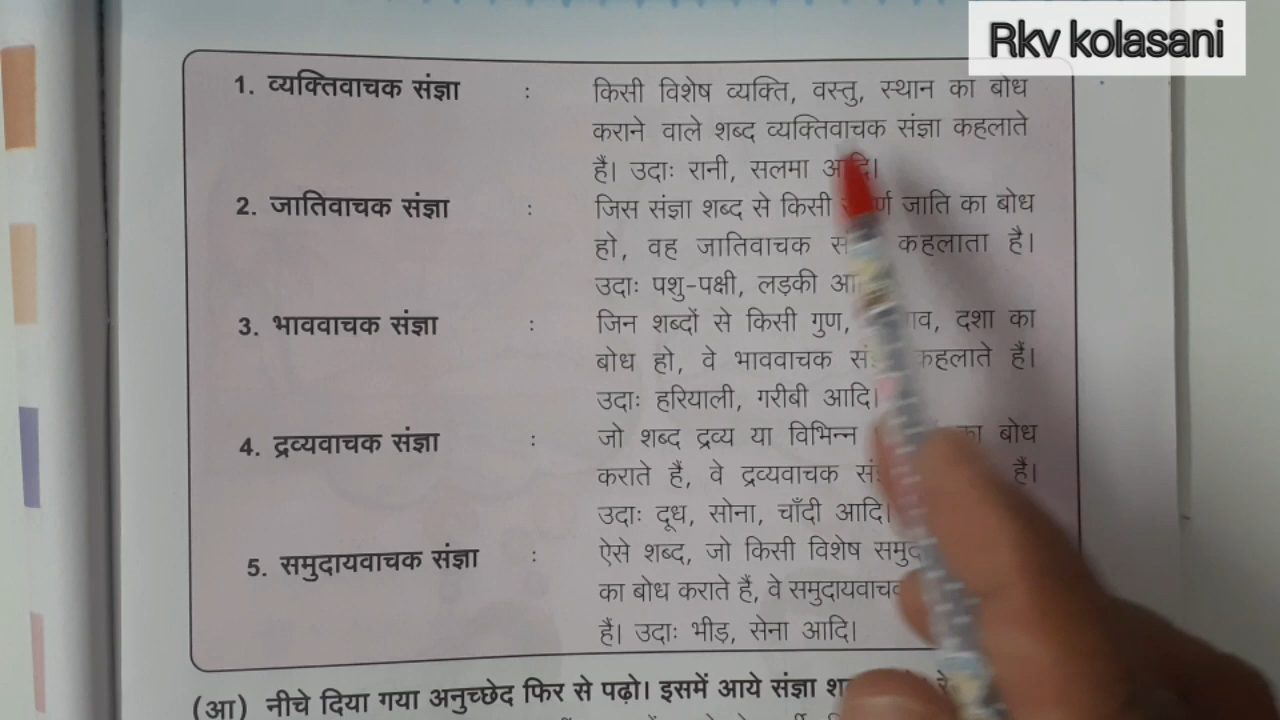 Rkv kolasani
1. व्यक्तिवाचक संज्ञा : किसी विशेष व्यक्ति, वस्तु, स्थान का बोध
कराने वाले शब्द व्यक्तिवाचक संज्ञा कहलाते
हैं। उदाः रानी, सलमा आदि।
2. जातिवाचक संज्ञा : जिस संज्ञा शब्द से किसी जाति का बोध
हो, वह जातिवाचक कहलाता है।
उदाः पशु-पक्षी, लड़की
3. भाववाचक संज्ञा : जिन शब्दों से किसी गुण, दशा का
बोध हो, वे भाववाचक कहलाते हैं।
उदाः हरियाली, गरीबी आदि।
4. द्रव्यवाचक संज्ञा : जो शब्द द्रव्य या विभिन्न का बोध
कराते हैं, वे द्रव्यवाचक हैं।
उदाः दूध, सोना, चाँदी आदि।
5. समुदायवाचक संज्ञा : ऐसे शब्द, जो किसी विशेष
का बोध कराते हैं, वे
हैं। उदाः भीड़, सेना आदि।
(आ) नीचे दिया गया अनुच्छेद फिर से पढ़ो। इसमें आये संज्ञा